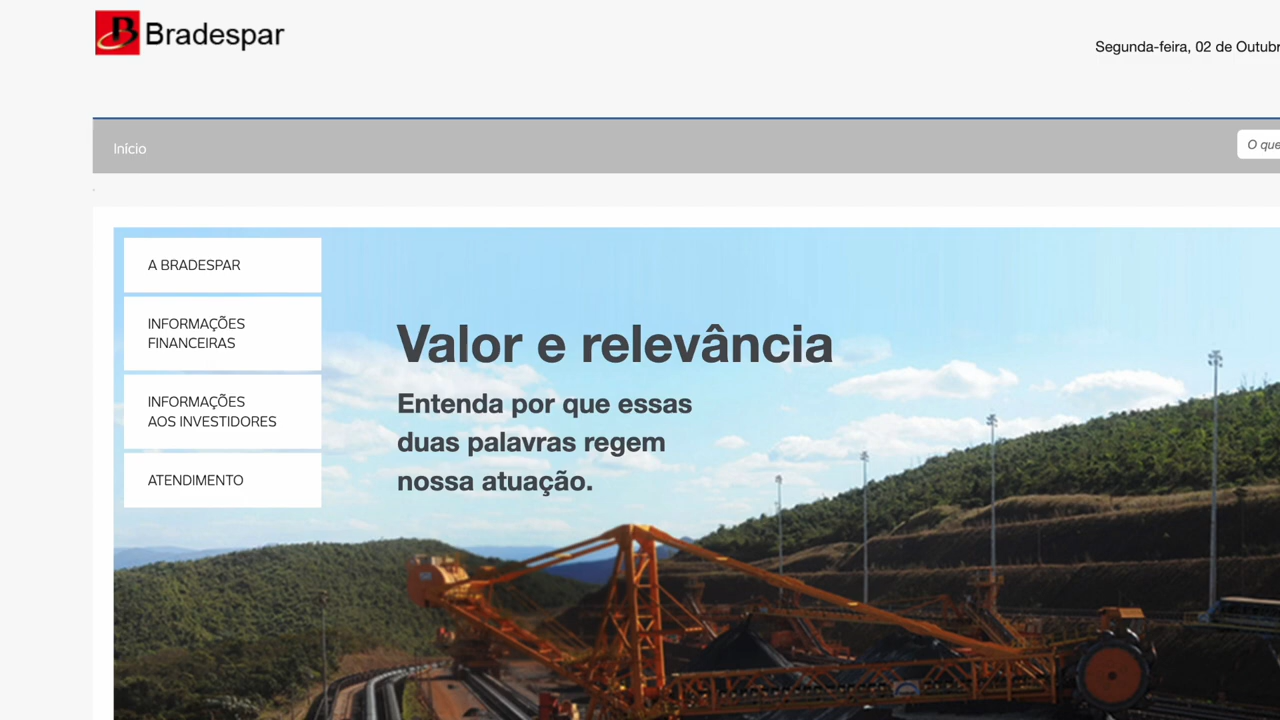 Bradespar
Segunda-feira, 02 de Outubr
Início
O que
A BRADESPAR
INFORMAÇÕES
FINANCEIRAS
INFORMAÇÕES
AOS INVESTIDORES
ATENDIMENTO
Valor e relevância
Entenda por que essas
duas palavras regem
nossa atuação.